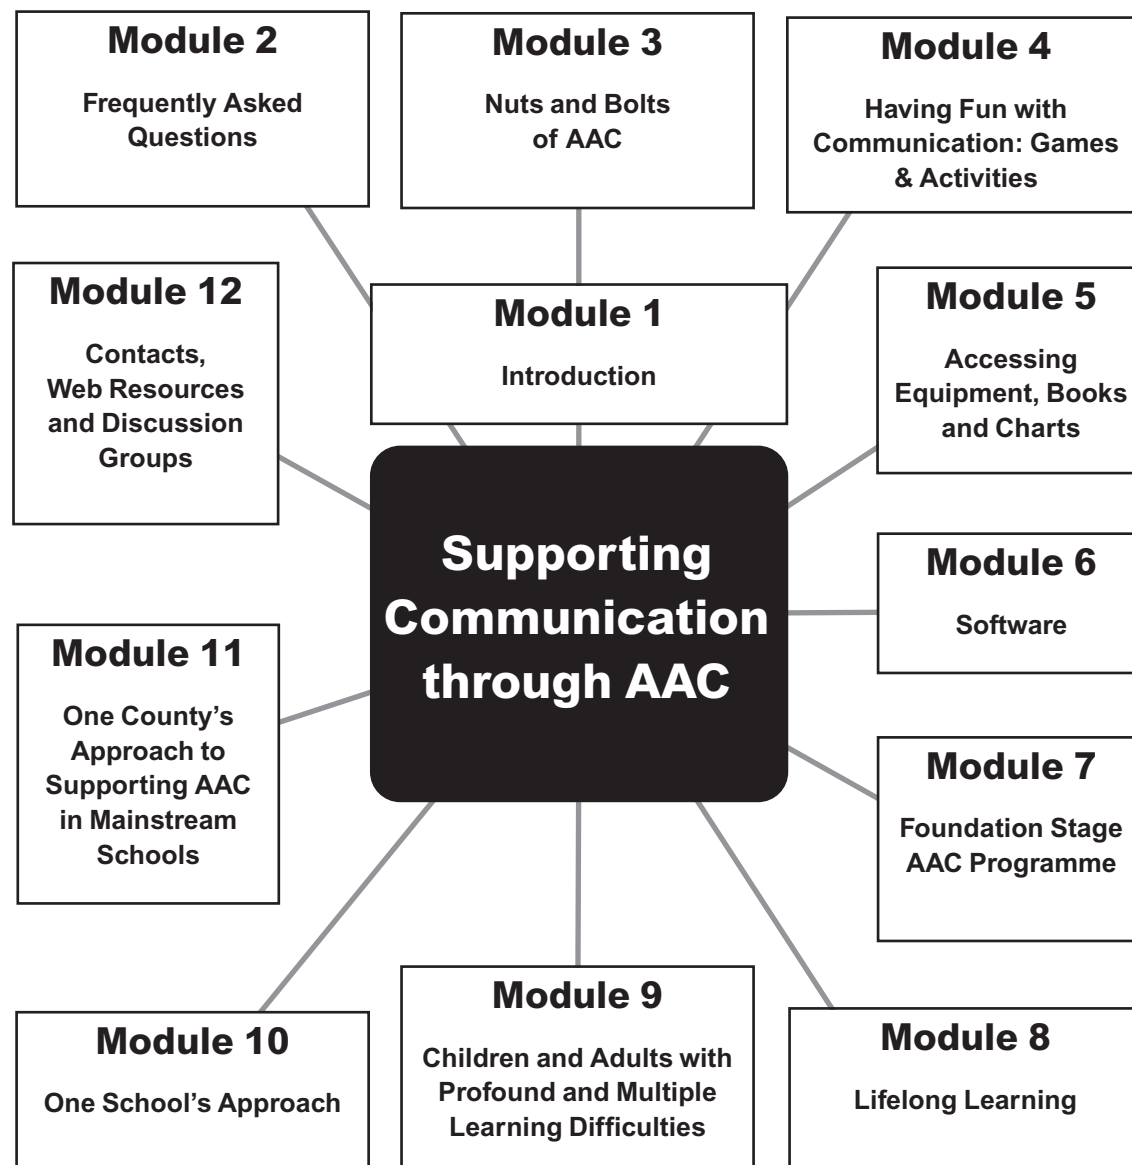 Module 2
Frequently Asked
Questions
Module 3
Nuts and Bolts
of AAC
Module 4
Having Fun with
Communication: Games
& Activities
Module 12
Contacts,
Web Resources
and Discussion
Groups
Module 1
Introduction
Module 5
Accessing
Equipment, Books
and Charts
Supporting
Communication
through AAC
Module 6
Software
Module 11
One County’s
Approach to
Supporting AAC
in Mainstream
Schools
Module 7
Foundation Stage
AAC Programme
Module 10
One School’s Approach
Module 9
Children and Adults with
Profound and Multiple
Learning Difficulties
Module 8
Lifelong Learning